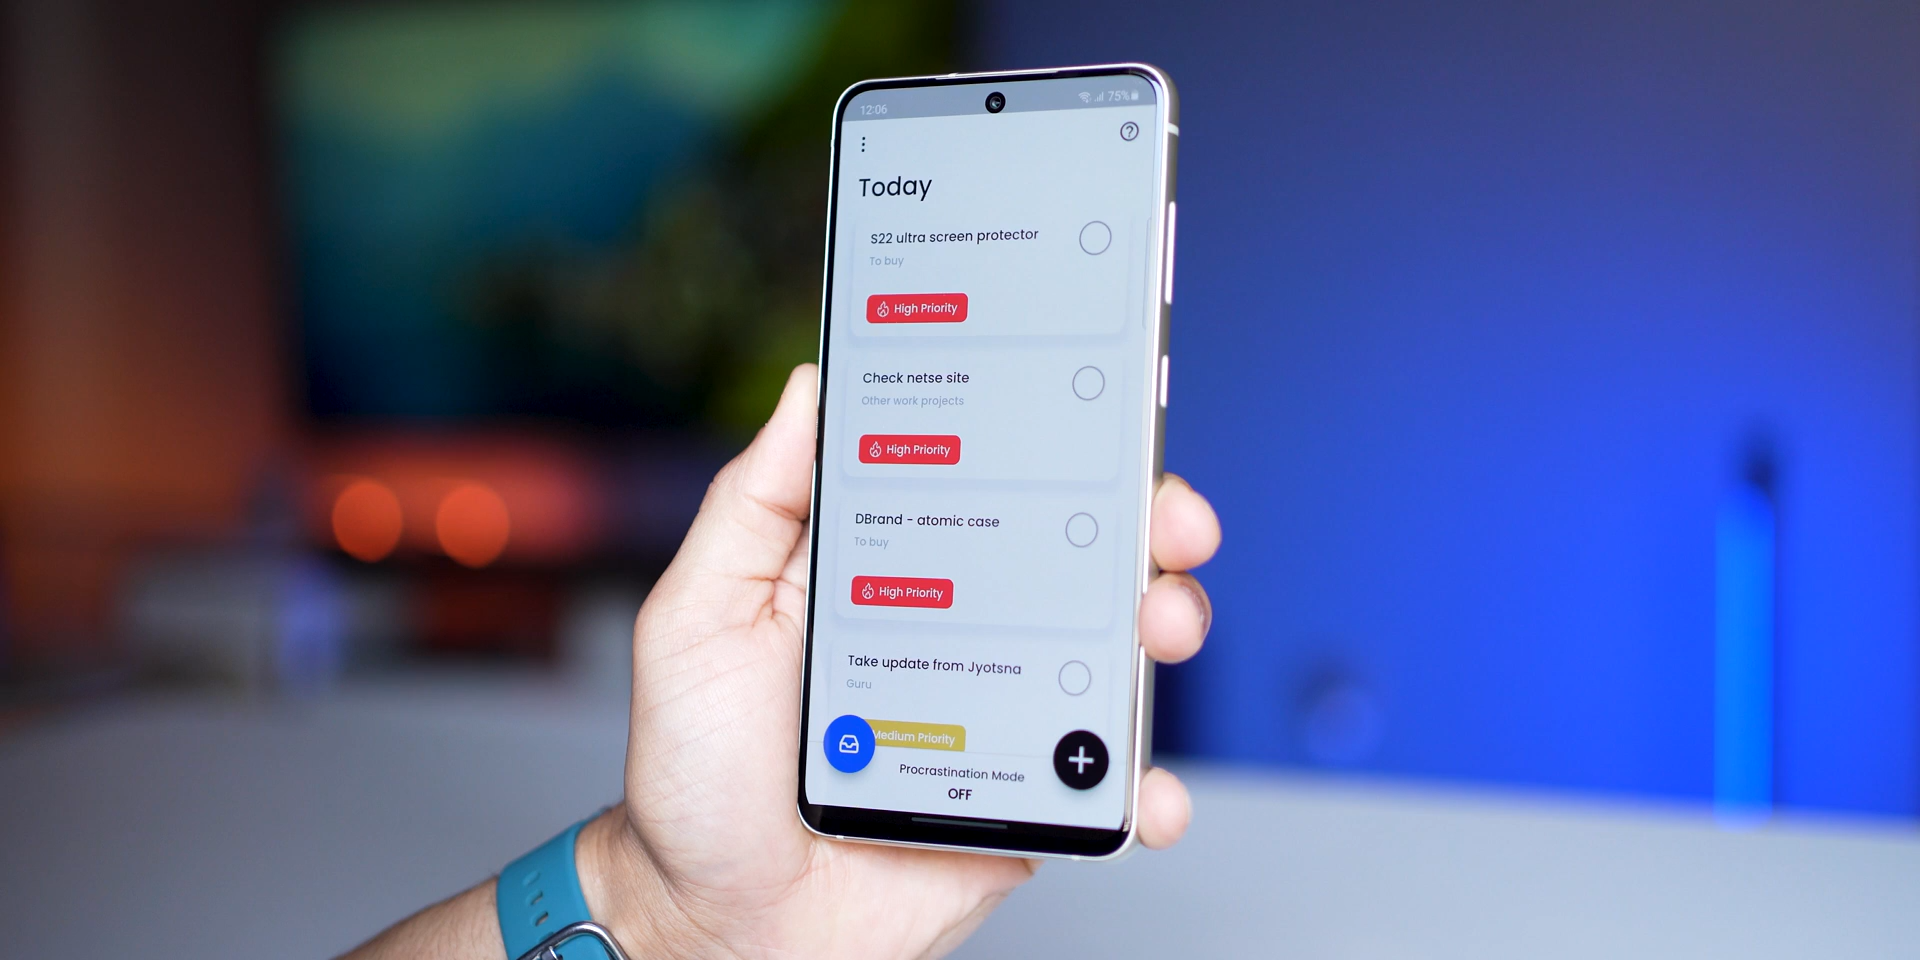 12:06
75%
Today
S22 ultra screen protector
To buy
High Priority
Check netse site
Other work projects
High Priority
DBrand - atomic case
To buy
High Priority
Take update from Jyotsna
Guru
Medium Priority
Procrastination Mode
OFF